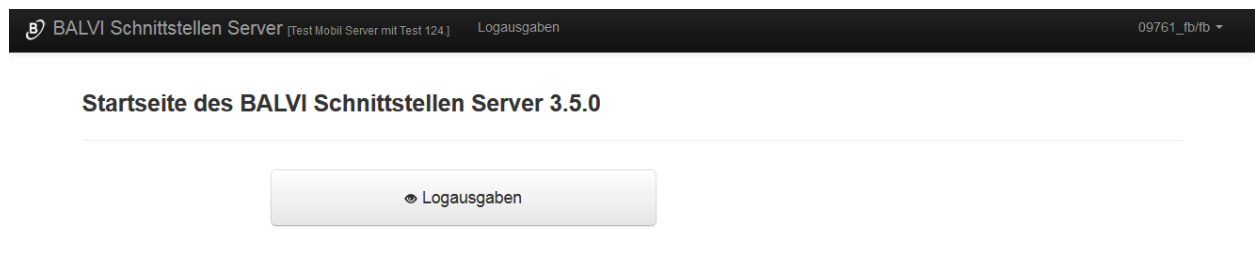 B BALVI Schnittstellen Server [Test Mobil Server mit Test 124.] Logausgaben 09761_fb/fb
Startseite des BALVI Schnittstellen Server 3.5.0
Logausgaben